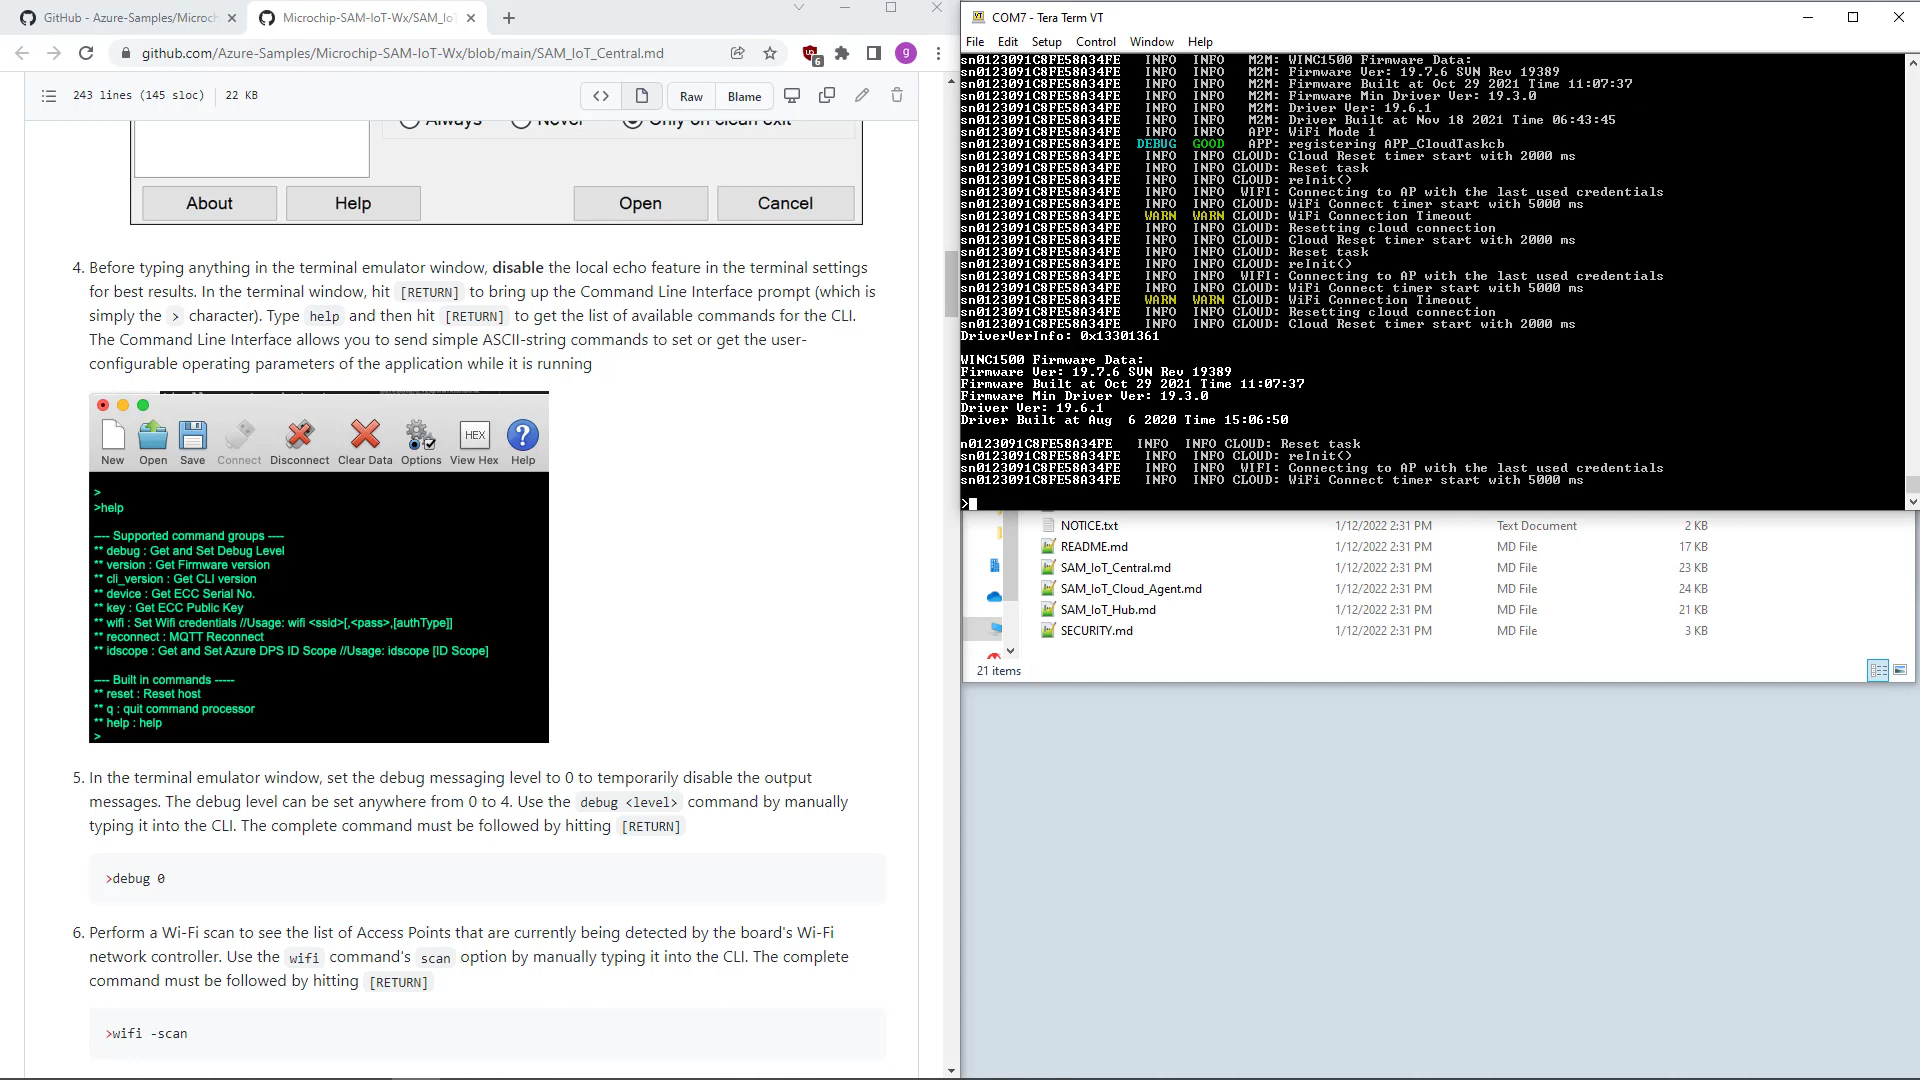 GitHub - Azure-Samples/Microch
Microchip-SAM-IoT-Wx/SAM_Io
github.com/Azure-Samples/Microchip-SAM-IoT-Wx/blob/main/SAM_IoT_Central.md
6
g
243 lines (145 sloc)
22 KB
Raw
Blame
Always
Never
Only on clean exit
About
Help
Open
Cancel
4. Before typing anything in the terminal emulator window, disable the local echo feature in the terminal settings
for best results. In the terminal window, hit [RETURN] to bring up the Command Line Interface prompt (which is
simply the > character). Type help and then hit [RETURN] to get the list of available commands for the CLI.
The Command Line Interface allows you to send simple ASCII-string commands to set or get the user-
configurable operating parameters of the application while it is running
HEX
New Open Save Connect Disconnect Clear Data Options View Hex Help
>
>help
---- Supported command groups ----
** debug : Get and Set Debug Level
** version : Get Firmware version
** cli_version : Get CLI version
** device : Get ECC Serial No.
** key : Get ECC Public Key
** wifi : Set Wifi credentials //Usage: wifi <ssid>[,<pass>,[authType]]
** reconnect : MQTT Reconnect
** idscope : Get and Set Azure DPS ID Scope //Usage: idscope [ID Scope]
---- Built in commands -----
** reset : Reset host
** q : quit command processor
** help : help
>
5. In the terminal emulator window, set the debug messaging level to 0 to temporarily disable the output
messages. The debug level can be set anywhere from 0 to 4. Use the debug <level> command by manually
typing it into the CLI. The complete command must be followed by hitting [RETURN]
>debug 0
6. Perform a Wi-Fi scan to see the list of Access Points that are currently being detected by the board's Wi-Fi
network controller. Use the wifi command's scan option by manually typing it into the CLI. The complete
command must be followed by hitting [RETURN]
>wifi -scan
COM7 - Tera Term VT
File Edit Setup Control Window Help
sn0123091C8FE58A34FE INFO INFO M2M: WINC1500 Firmware Data:
sn0123091C8FE58A34FE INFO INFO M2M: Firmware Ver: 19.7.6 SVN Rev 19389
sn0123091C8FE58A34FE INFO INFO M2M: Firmware Built at Oct 29 2021 Time 11:07:37
sn0123091C8FE58A34FE INFO INFO M2M: Firmware Min Driver Ver: 19.3.0
sn0123091C8FE58A34FE INFO INFO M2M: Driver Ver: 19.6.1
sn0123091C8FE58A34FE INFO INFO M2M: Driver Built at Nov 18 2021 Time 06:43:45
sn0123091C8FE58A34FE INFO INFO APP: WiFi Mode 1
sn0123091C8FE58A34FE DEBUG GOOD APP: registering APP_CloudTaskcb
sn0123091C8FE58A34FE INFO INFO CLOUD: Cloud Reset timer start with 2000 ms
sn0123091C8FE58A34FE INFO INFO CLOUD: Reset task
sn0123091C8FE58A34FE INFO INFO CLOUD: reInit()
sn0123091C8FE58A34FE INFO INFO WIFI: Connecting to AP with the last used credentials
sn0123091C8FE58A34FE INFO INFO CLOUD: WiFi Connect timer start with 5000 ms
sn0123091C8FE58A34FE WARN WARN CLOUD: WiFi Connection Timeout
sn0123091C8FE58A34FE INFO INFO CLOUD: Resetting cloud connection
sn0123091C8FE58A34FE INFO INFO CLOUD: Cloud Reset timer start with 2000 ms
sn0123091C8FE58A34FE INFO INFO CLOUD: Reset task
sn0123091C8FE58A34FE INFO INFO CLOUD: reInit()
sn0123091C8FE58A34FE INFO INFO WIFI: Connecting to AP with the last used credentials
sn0123091C8FE58A34FE INFO INFO CLOUD: WiFi Connect timer start with 5000 ms
sn0123091C8FE58A34FE WARN WARN CLOUD: WiFi Connection Timeout
sn0123091C8FE58A34FE INFO INFO CLOUD: Resetting cloud connection
sn0123091C8FE58A34FE INFO INFO CLOUD: Cloud Reset timer start with 2000 ms
DriverVerInfo: 0x13301361
WINC1500 Firmware Data:
Firmware Ver: 19.7.6 SVN Rev 19389
Firmware Built at Oct 29 2021 Time 11:07:37
Firmware Min Driver Ver: 19.3.0
Driver Ver: 19.6.1
Driver Built at Aug 6 2020 Time 15:06:50
n0123091C8FE58A34FE INFO INFO CLOUD: Reset task
sn0123091C8FE58A34FE INFO INFO CLOUD: reInit()
sn0123091C8FE58A34FE INFO INFO WIFI: Connecting to AP with the last used credentials
sn0123091C8FE58A34FE INFO INFO CLOUD: WiFi Connect timer start with 5000 ms
>
NOTICE.txt 1/12/2022 2:31 PM Text Document 2 KB
README.md 1/12/2022 2:31 PM MD File 17 KB
SAM_IoT_Central.md 1/12/2022 2:31 PM MD File 23 KB
SAM_IoT_Cloud_Agent.md 1/12/2022 2:31 PM MD File 24 KB
SAM_IoT_Hub.md 1/12/2022 2:31 PM MD File 21 KB
SECURITY.md 1/12/2022 2:31 PM MD File 3 KB
21 items